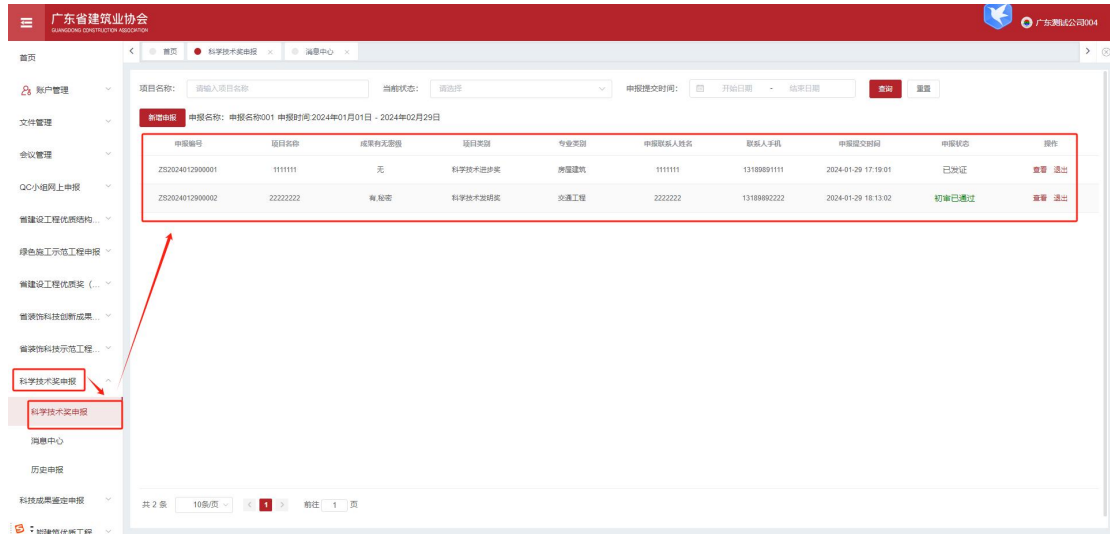 广东省建筑业协会
GUANGDONG CONSTRUCTION ASSOCIATION
广东测试公司004
首页
账户管理
文件管理
会议管理
QC小组网上申报
省建设工程优质结构...
绿色施工示范工程申报
省建设工程优质奖（...
省装饰科技创新成果...
省装饰科技示范工程...
科学技术奖申报
科学技术奖申报
消息中心
历史申报
科技成果鉴定申报
首页 科学技术奖申报 × 消息中心 ×
项目名称: 请输入项目名称 当前状态: 请选择 申报提交时间: 开始日期 - 结束日期 查询 重置
新增申报 申报名称: 申报名称001 申报时间:2024年01月01日 - 2024年02月29日
申报编号 项目名称 成果有无密级 项目类别 专业类别 申报联系人姓名 联系人手机 申报提交时间 申报状态 操作
ZS2024012900001 1111111 无 科学技术进步奖 房屋建筑 1111111 13189891111 2024-01-29 17:19:01 已发证 查看 退出
ZS2024012900002 22222222 有,秘密 科学技术发明奖 交通工程 2222222 13189892222 2024-01-29 18:13:02 初审已通过 查看 退出
共 2 条 10条/页 < 1 > 前往 1 页